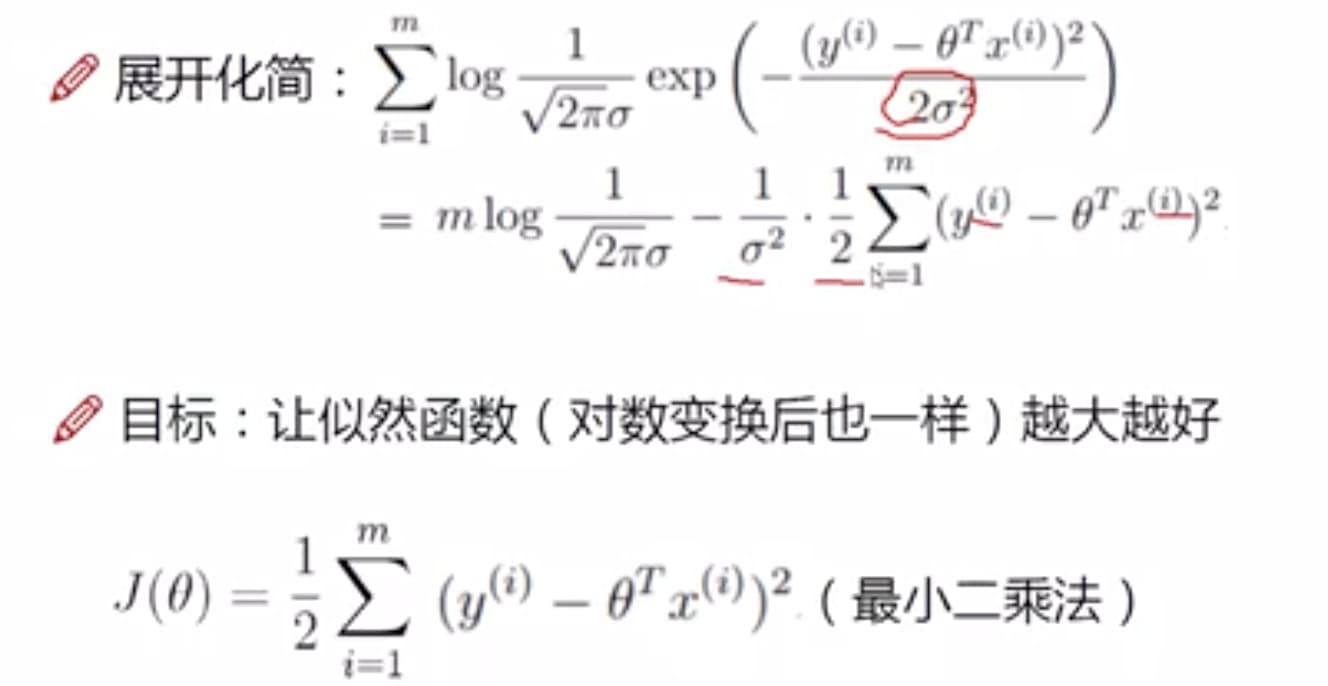 展开化简：$\sum_{i=1}^{m} \log \frac{1}{\sqrt{2\pi}\sigma} \exp\left(-\frac{(y^{(i)} - \theta^T x^{(i)})^2}{2\sigma^2}\right)$
$= m \log \frac{1}{\sqrt{2\pi}\sigma} - \frac{1}{\sigma^2} \cdot \frac{1}{2} \sum_{i=1}^{m} (y^{(i)} - \theta^T x^{(i)})^2.$
目标：让似然函数（对数变换后也一样）越大越好
$J(\theta) = \frac{1}{2} \sum_{i=1}^{m} (y^{(i)} - \theta^T x^{(i)})^2.$（最小二乘法）